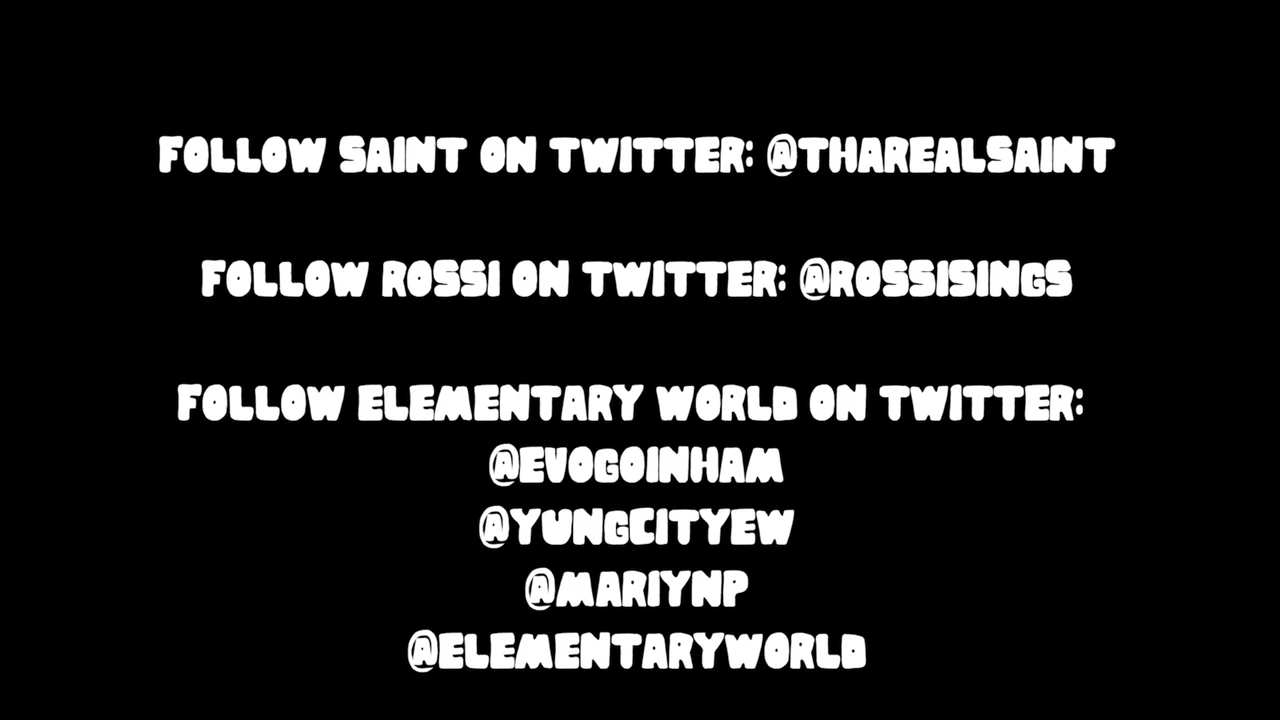 FOLLOW SAINT ON TWITTER: @THAREALSAINT
FOLLOW ROSSI ON TWITTER: @ROSSISINGS
FOLLOW ELEMENTARY WORLD ON TWITTER:
@EVOGOINHAM
@YUNGCITYEW
@MARIYNP
@ELEMENTARYWORLD